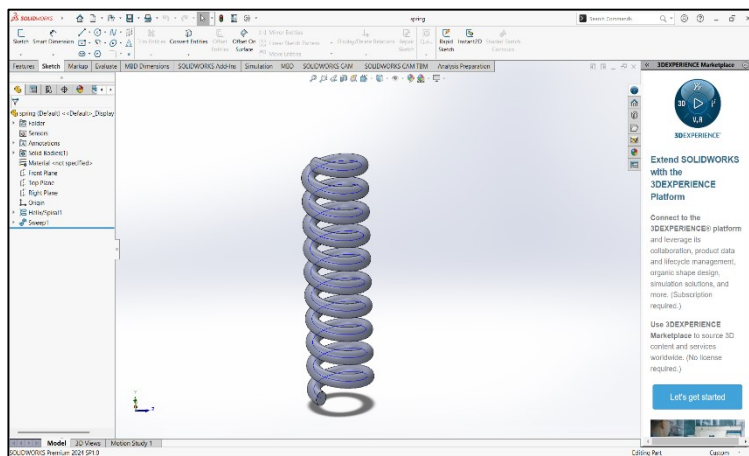 SOLIDWORKS
spring
Search Commands
Sketch
Smart Dimension
Trim Entities
Convert Entities
Offset Entities
Offset On Surface
Mirror Entities
Linear Sketch Pattern
Move Entities
Display/Delete Relations
Repair Sketch
Rapid Sketch
Instant2D
Shaded Sketch Contours
Features
Sketch
Markup
Evaluate
MBD Dimensions
SOLIDWORKS Add-Ins
Simulation
MBD
SOLIDWORKS CAM
SOLIDWORKS CAM TBM
Analysis Preparation
3DEXPERIENCE Marketplace
spring (Default) <<Default>_Display
Folder
Sensors
Annotations
Solid Bodies(1)
Material <not specified>
Front Plane
Top Plane
Right Plane
Origin
Helix/Spiral1
Sweep1
3D
V.R
3DEXPERIENCE
Extend SOLIDWORKS
with the
3DEXPERIENCE
Platform
Connect to the
3DEXPERIENCE® platform
and leverage its
collaboration, product data
and lifecycle management,
organic shape design,
simulation solutions, and
more. (Subscription
required.)
Use 3DEXPERIENCE
Marketplace to source 3D
content and services
worldwide. (No license
required.)
Let's get started
Model
3D Views
Motion Study 1
SOLIDWORKS Premium 2024 SP1.0
Editing Part
Custom